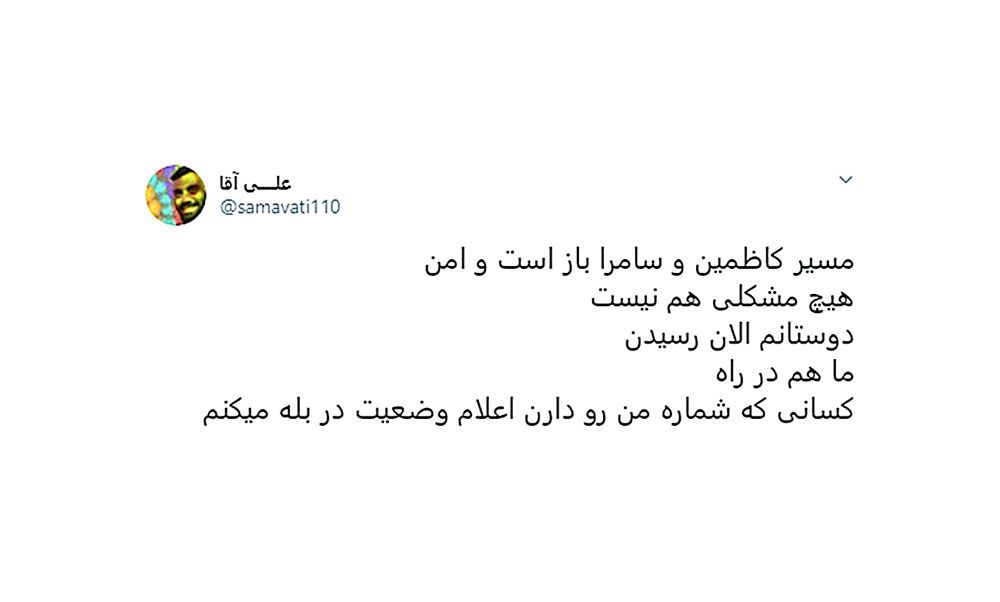 علـــی آقا
@samavati110
مسیر کاظمین و سامرا باز است و امن
هیچ مشکلی هم نیست
دوستانم الان رسیدن
ما هم در راه
کسانی که شماره من رو دارن اعلام وضعیت در بله میکنم